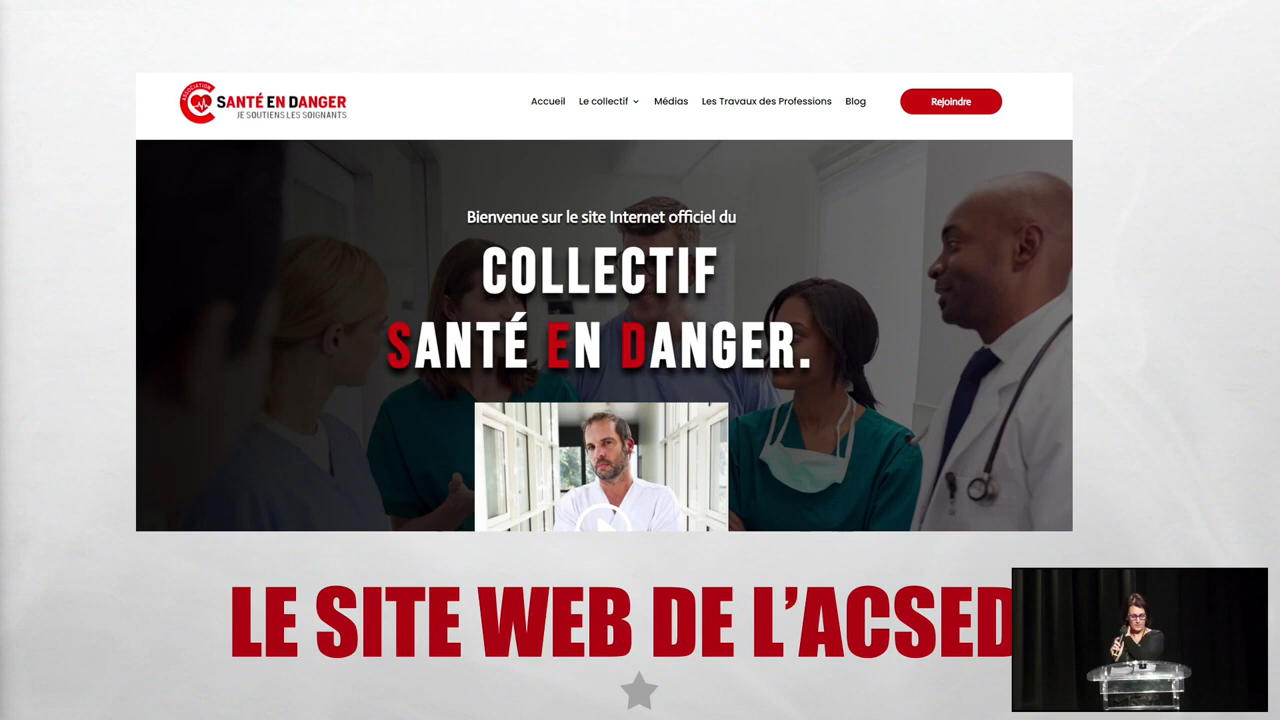 ASSOCIATION
SANTÉ EN DANGER
JE SOUTIENS LES SOIGNANTS
Accueil
Le collectif
Médias
Les Travaux des Professions
Blog
Rejoindre
Bienvenue sur le site Internet officiel du
COLLECTIF
SANTÉ EN DANGER.
LE SITE WEB DE L’ACSED